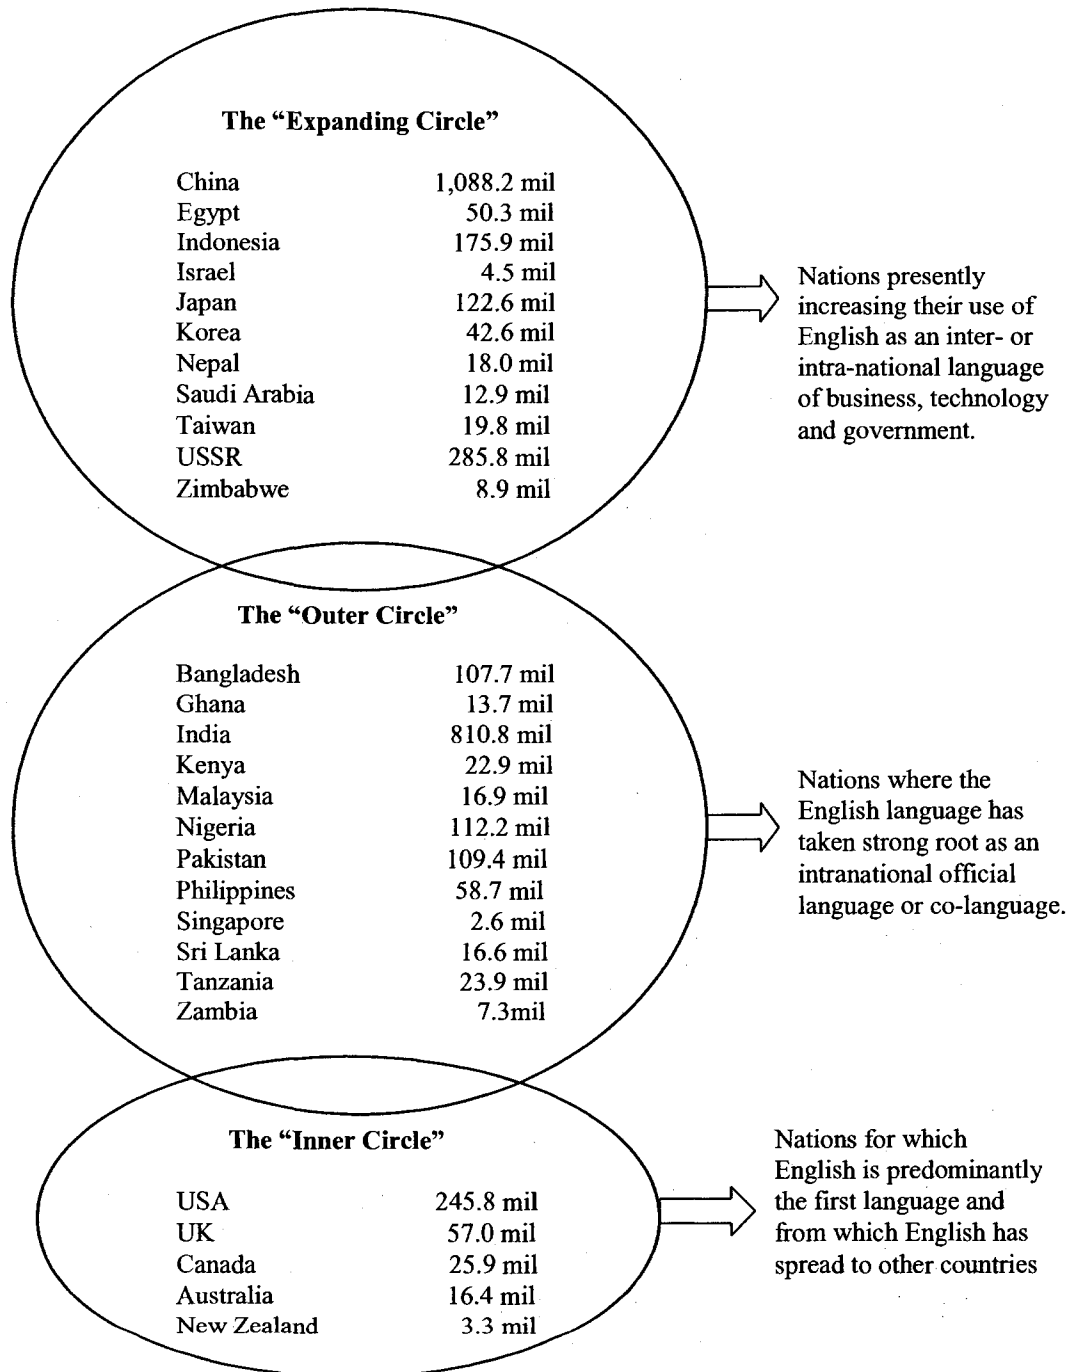 The “Expanding Circle”
China 1,088.2 mil
Egypt 50.3 mil
Indonesia 175.9 mil
Israel 4.5 mil
Japan 122.6 mil
Korea 42.6 mil
Nepal 18.0 mil
Saudi Arabia 12.9 mil
Taiwan 19.8 mil
USSR 285.8 mil
Zimbabwe 8.9 mil
Nations presently
increasing their use of
English as an inter- or
intra-national language
of business, technology
and government.
The “Outer Circle”
Bangladesh 107.7 mil
Ghana 13.7 mil
India 810.8 mil
Kenya 22.9 mil
Malaysia 16.9 mil
Nigeria 112.2 mil
Pakistan 109.4 mil
Philippines 58.7 mil
Singapore 2.6 mil
Sri Lanka 16.6 mil
Tanzania 23.9 mil
Zambia 7.3mil
Nations where the
English language has
taken strong root as an
intranational official
language or co-language.
The “Inner Circle”
USA 245.8 mil
UK 57.0 mil
Canada 25.9 mil
Australia 16.4 mil
New Zealand 3.3 mil
Nations for which
English is predominantly
the first language and
from which English has
spread to other countries